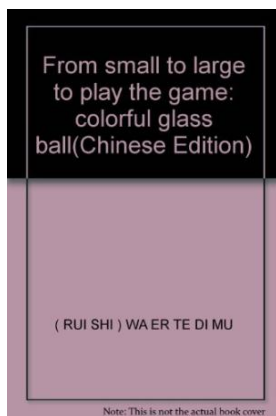 From small to large
to play the game:
colorful glass
ball(Chinese Edition)
( RUI SHI ) WA ER TE DI MU
Note: This is not the actual book cover